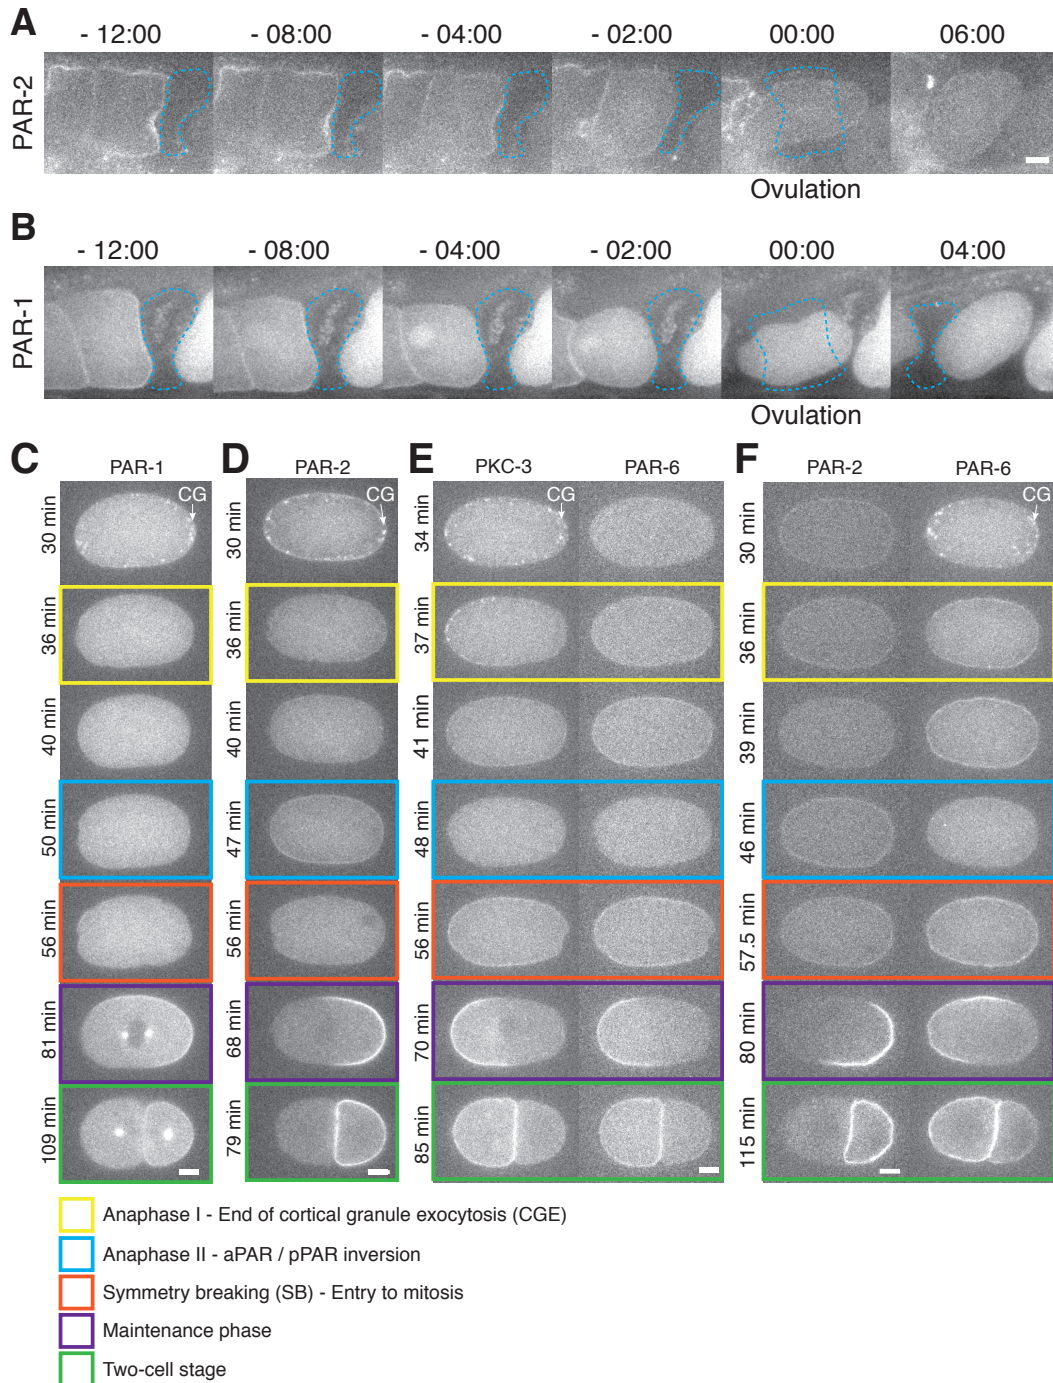 A
- 12:00 - 08:00 - 04:00 - 02:00 00:00 06:00
PAR-2
Ovulation
B
- 12:00 - 08:00 - 04:00 - 02:00 00:00 04:00
PAR-1
Ovulation
C PAR-1
CG
30 min
36 min
40 min
50 min
56 min
81 min
109 min
D PAR-2
CG
30 min
36 min
40 min
47 min
56 min
68 min
79 min
E PKC-3 PAR-6
CG
34 min
37 min
41 min
48 min
56 min
70 min
85 min
F PAR-2 PAR-6
CG
30 min
36 min
39 min
46 min
57.5 min
80 min
115 min
Anaphase I - End of cortical granule exocytosis (CGE)
Anaphase II - aPAR / pPAR inversion
Symmetry breaking (SB) - Entry to mitosis
Maintenance phase
Two-cell stage